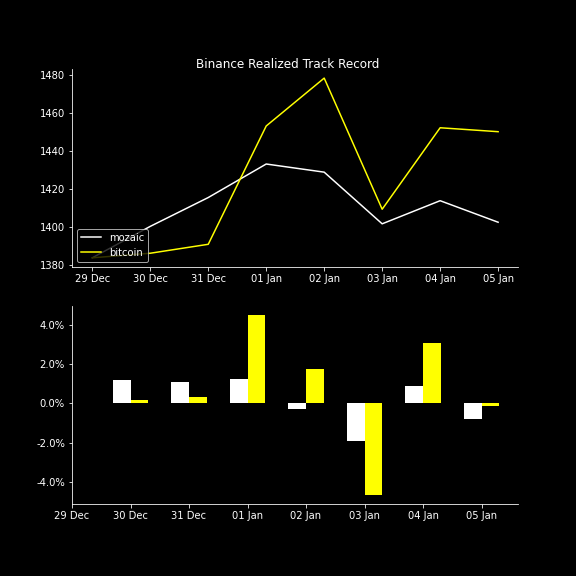 Binance Realized Track Record
1480
1460
1440
1420
1400
1380
mozaic
bitcoin
29 Dec 30 Dec 31 Dec 01 Jan 02 Jan 03 Jan 04 Jan 05 Jan
4.0%
2.0%
0.0%
-2.0%
-4.0%
29 Dec 30 Dec 31 Dec 01 Jan 02 Jan 03 Jan 04 Jan 05 Jan